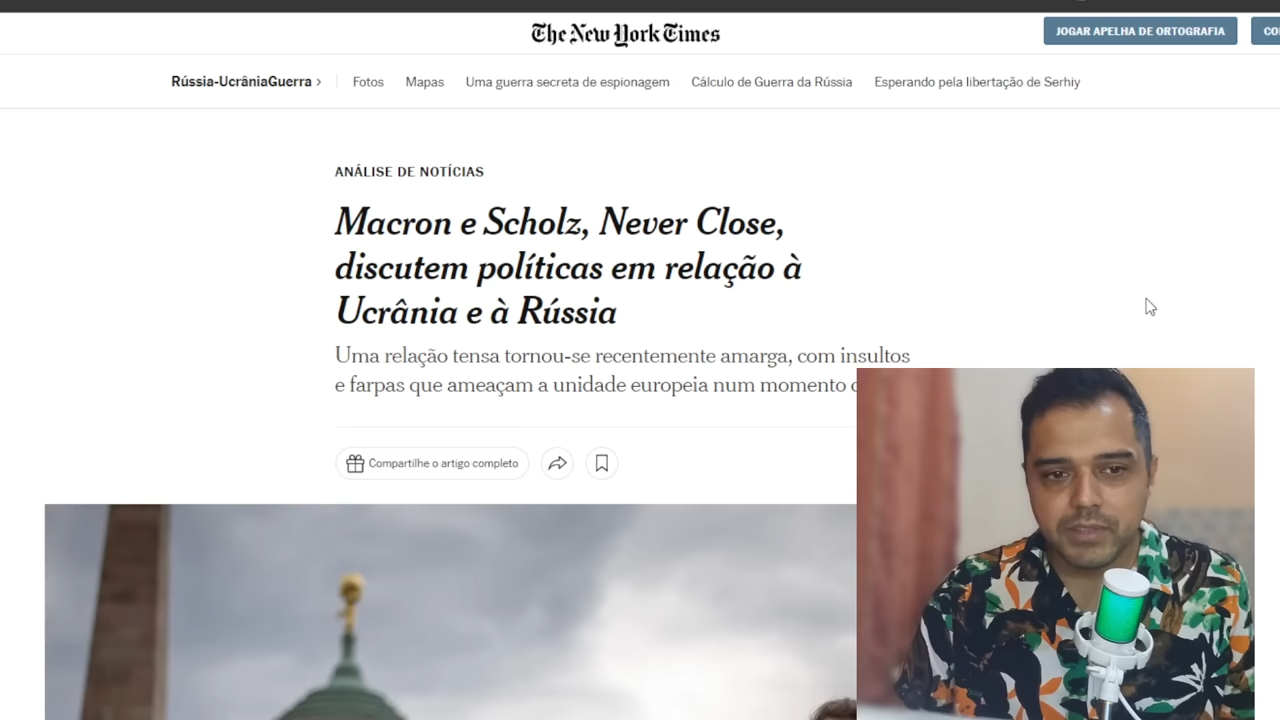 The New York Times
JOGAR APELHA DE ORTOGRAFIA
Rússia-UcrâniaGuerra › Fotos Mapas Uma guerra secreta de espionagem Cálculo de Guerra da Rússia Esperando pela libertação de Serhiy
ANÁLISE DE NOTÍCIAS
Macron e Scholz, Never Close,
discutem políticas em relação à
Ucrânia e à Rússia
Uma relação tensa tornou-se recentemente amarga, com insultos
e farpas que ameaçam a unidade europeia num momento
Compartilhe o artigo completo